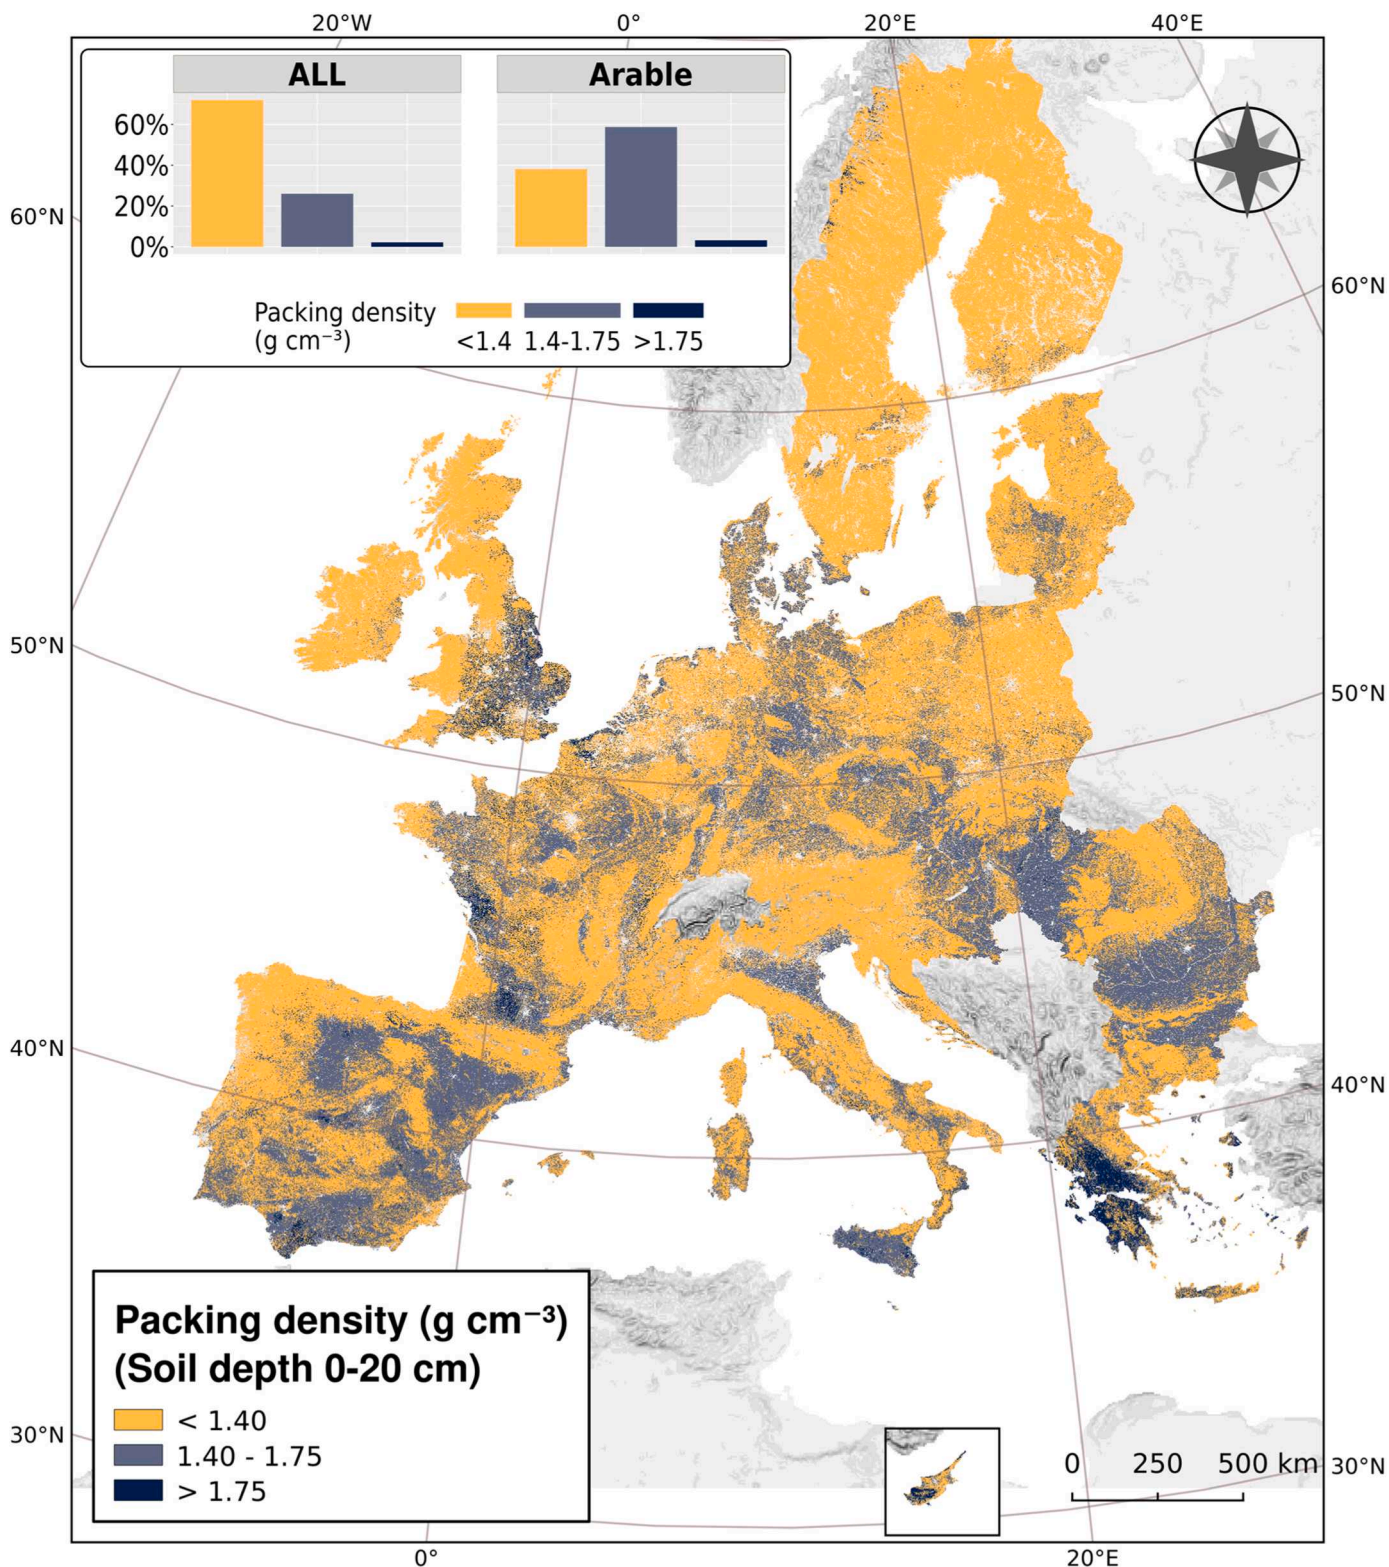 20°W 0° 20°E 40°E
ALL Arable
60%
40%
20%
0%
Packing density
(g cm⁻³)
<1.4 1.4-1.75 >1.75
60°N
60°N
50°N
50°N
40°N
40°N
Packing density (g cm⁻³)
(Soil depth 0-20 cm)
< 1.40
1.40 - 1.75
> 1.75
30°N
0 250 500 km
30°N
0° 20°E